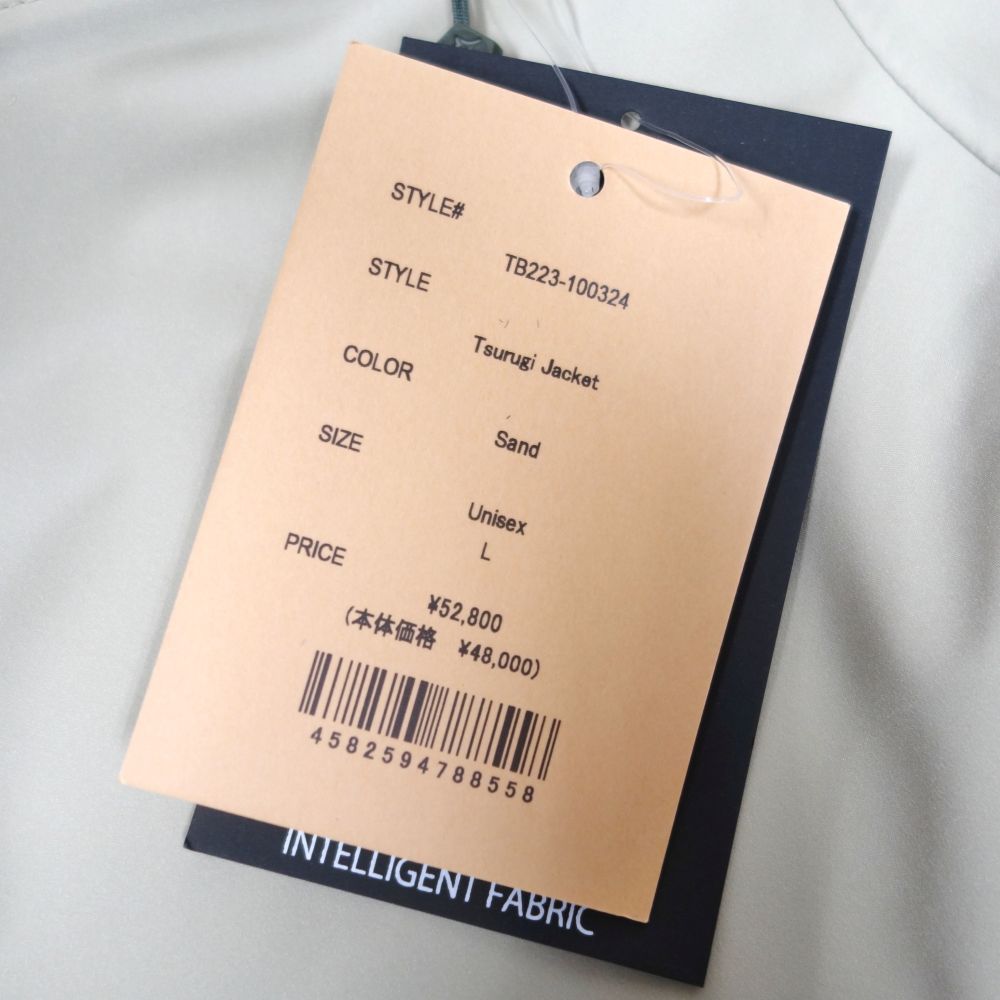 STYLE#
TB223-100324
STYLE
Tsurugi Jacket
COLOR
Sand
SIZE
Unisex
L
PRICE
¥52,800
(本体価格 ¥48,000)
4582594788558
INTELLIGENT FABRIC